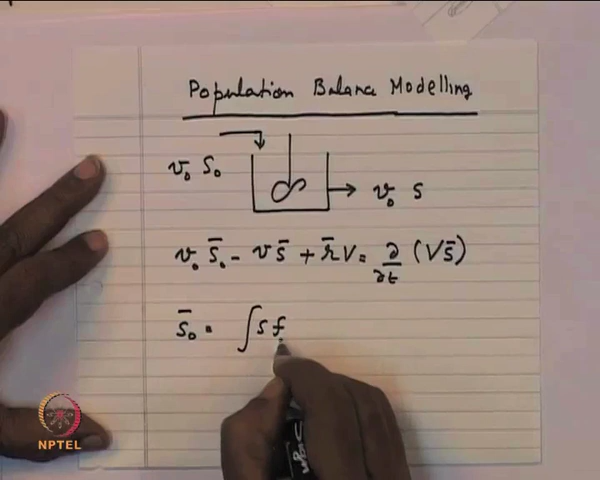 Population Balance Modelling
v₀ S₀
v₀ S
v₀ S̄₀ - v S̄ + r̄ V = ∂/∂t (V S̄)
S̄₀ = ∫ S f
NPTEL